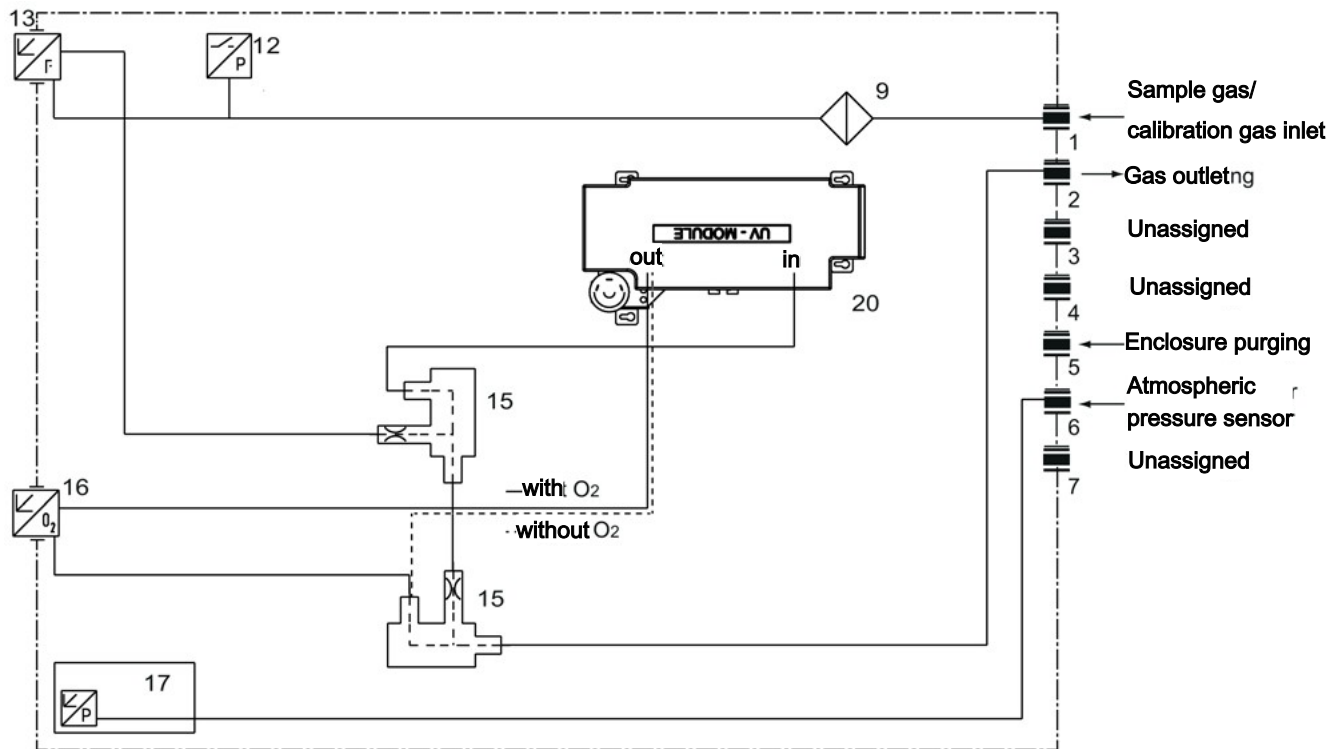 13
F
12
P
9
Sample gas/
calibration gas inlet
1
Gas outletng
2
UV - MODULE
out
in
20
Unassigned
3
Unassigned
4
Enclosure purging
5
15
Atmospheric r
pressure sensor
6
16
O2
with O2
without O2
Unassigned
7
15
17
P